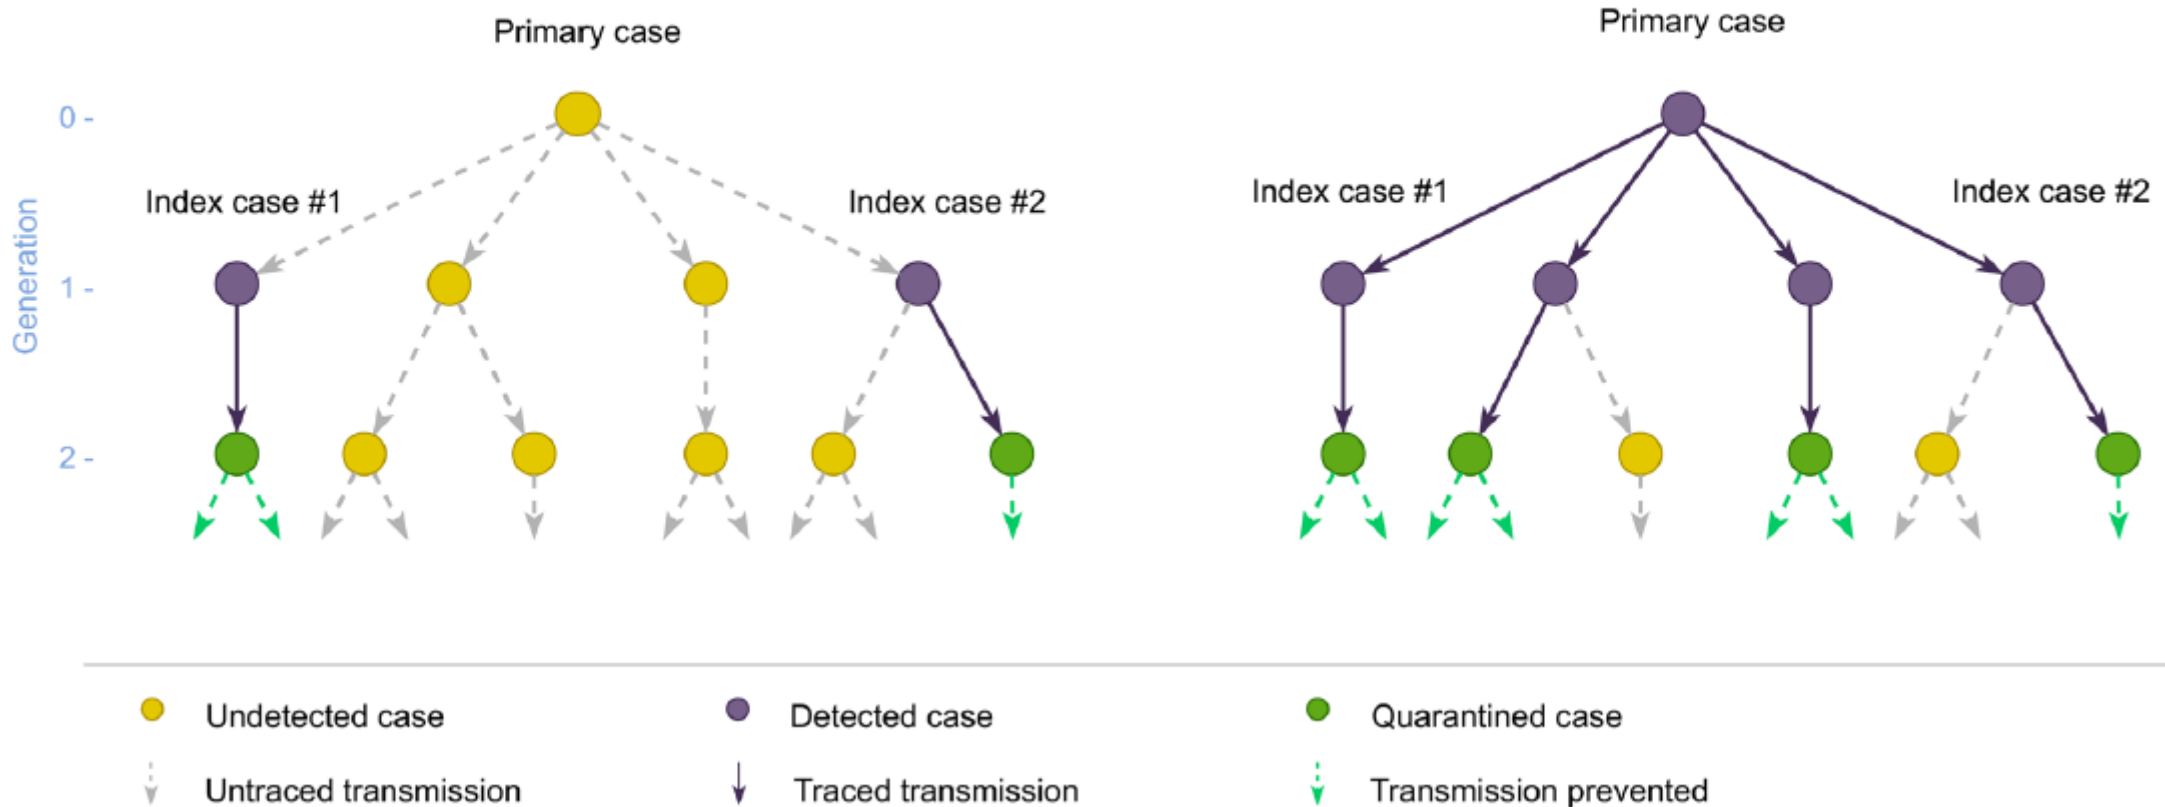 Primary case
Primary case
0 -
Index case #1
Index case #2
Index case #1
Index case #2
Generation
1 -
2 -
Undetected case
Detected case
Quarantined case
Untraced transmission
Traced transmission
Transmission prevented